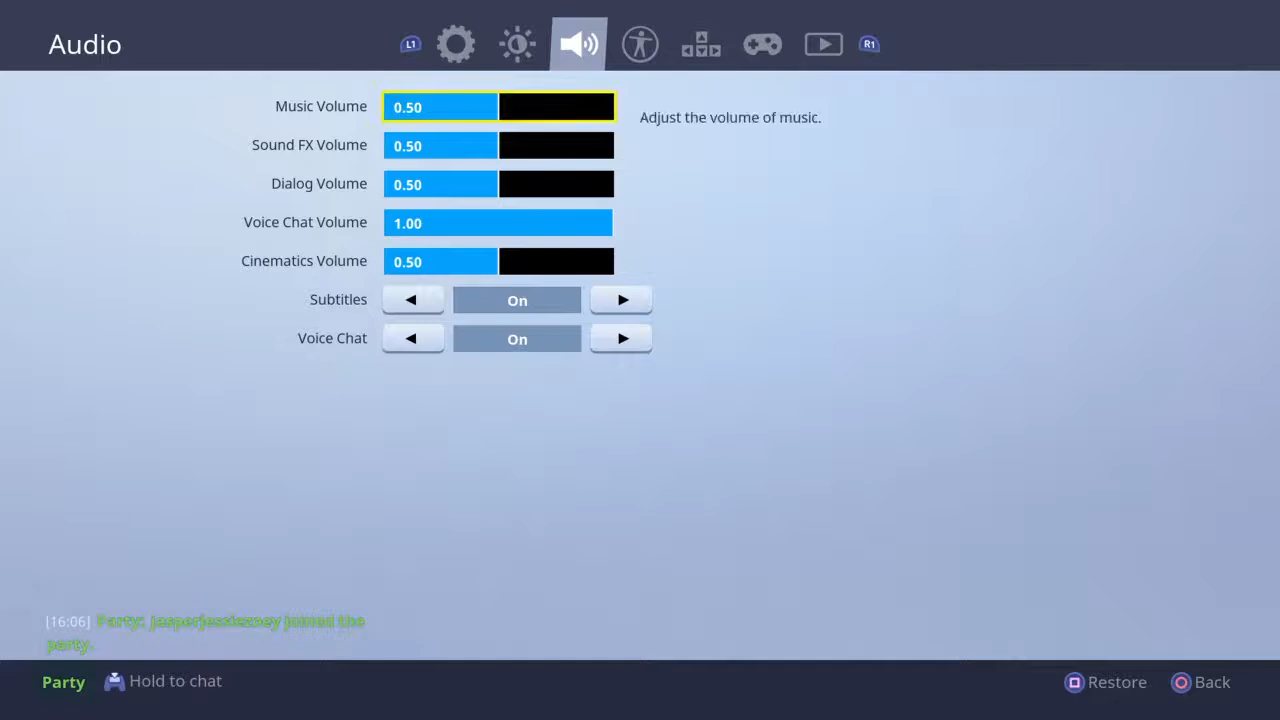 Audio
L1
R1
Music Volume 0.50
Adjust the volume of music.
Sound FX Volume 0.50
Dialog Volume 0.50
Voice Chat Volume 1.00
Cinematics Volume 0.50
Subtitles On
Voice Chat On
[16:06] Party: jasperjessiezney joined the
party.
Party Hold to chat
Restore Back